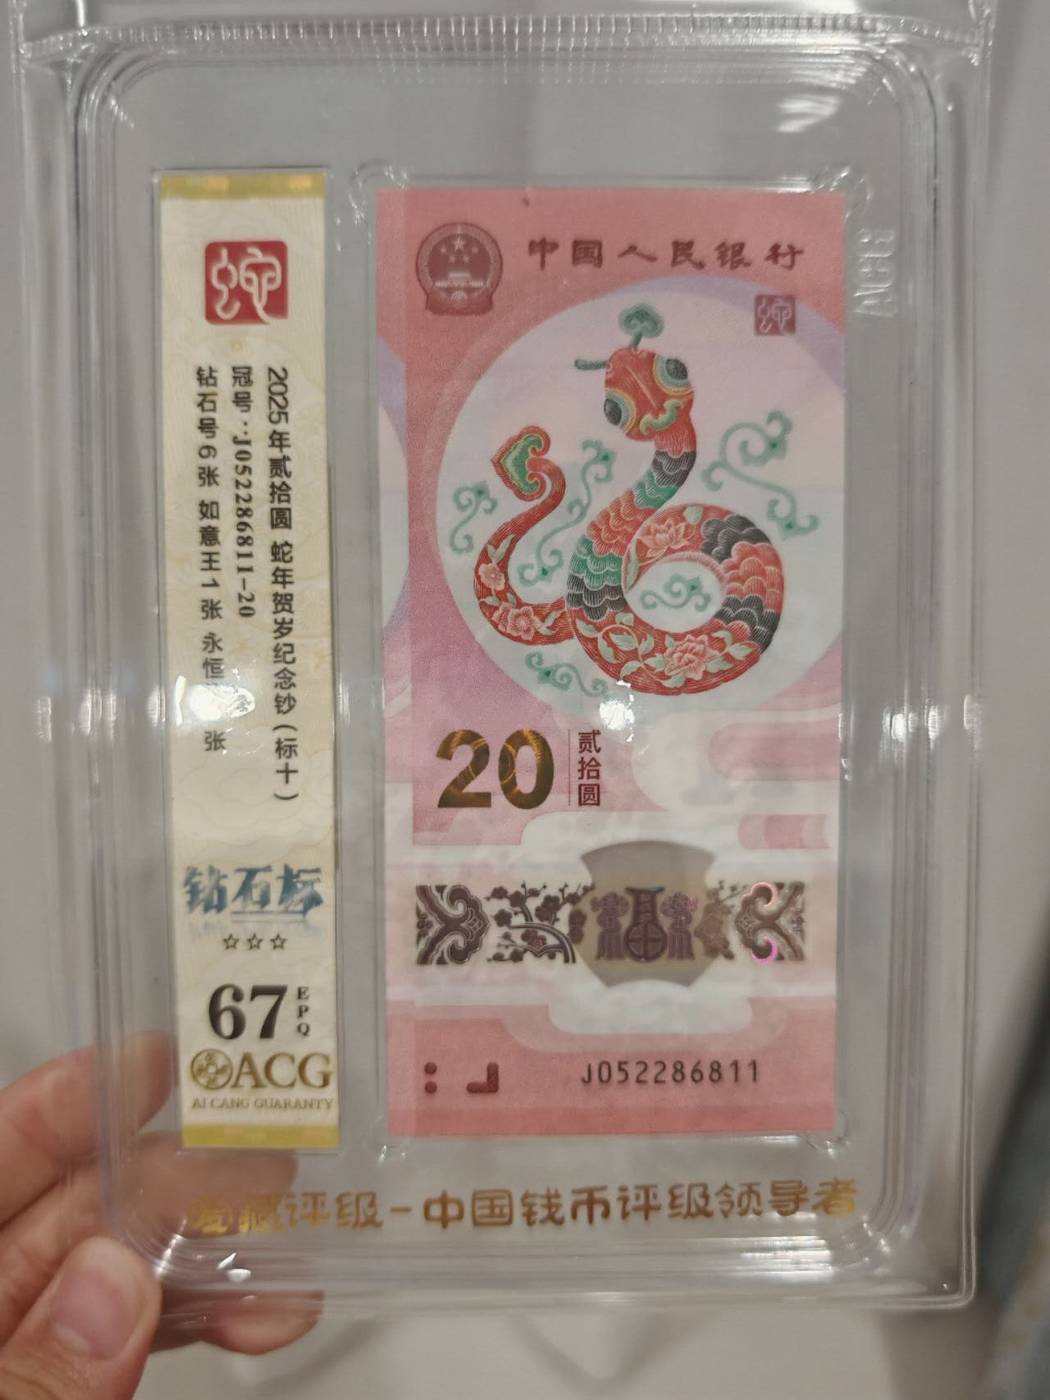 蛇
2025年贰拾圆 蛇年贺岁纪念钞(标十)
冠号:J052286811-20
钻石号6张 如意王1张 永恒 张
钻石标
☆☆☆
67 EPQ
ACG
AI CANG GUARANTY
中国人民银行
蛇
20 贰拾圆
福
J052286811
爱藏评级-中国钱币评级领导者